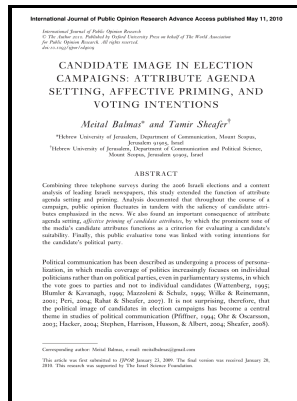 International Journal of Public Opinion Research Advance Access published May 11, 2010
International Journal of Public Opinion Research
© The Author 2010. Published by Oxford University Press on behalf of The World Association
for Public Opinion Research. All rights reserved.
CANDIDATE IMAGE IN ELECTION
CAMPAIGNS: ATTRIBUTE AGENDA
SETTING, AFFECTIVE PRIMING, AND
VOTING INTENTIONS
Meital Balmas* and Tamir Sheafer†
*Hebrew University of Jerusalem, Department of Communication, Mount Scopus,
Jerusalem 91905, Israel
†Hebrew University of Jerusalem, Department of Communication and Political Science,
Mount Scopus, Jerusalem 91905, Israel
ABSTRACT
Combining three telephone surveys during the 2006 Israeli elections and a content
analysis of leading Israeli newspapers, this study extended the function of attribute
agenda setting and priming. Analysis documented that throughout the course of a
campaign, public opinion fluctuates in tandem with the saliency of candidate attri-
butes emphasized in the news. We also found an important consequence of attribute
agenda setting, affective priming of candidate attributes, by which the prominent tone
of the media's candidate attributes functions as a criterion for evaluating a candidate's
suitability. Finally, this public evaluative tone was linked with voting intentions for
the candidate's political party.
Political communication has been described as undergoing a process of persona-
lization, in which media coverage of politics increasingly focuses on individual
politicians rather than on political parties, even in parliamentary systems, in which
the vote goes to parties and not to individual candidates (Wattenberg, 1995;
Blumler & Kavanagh, 1999; Mazzoleni & Schulz, 1999; Wilke & Reinemann,
2001; Peri, 2004; Rahat & Sheafer, 2007). It is not surprising, therefore, that
the political image of candidates in election campaigns has become a central
theme in studies of political communication (Pfiffner, 1994; Ohr & Oscarsson,
2003; Hacker, 2004; Stephen, Harrison, Husson, & Albert, 2004; Sheafer, 2008).
Corresponding author: Meital Balmas, e-mail: meitalbalmas@gmail.com
This article was first submitted to IJPOR January 23, 2009. The final version was received January 20,
2010. This research was supported by The Israel Science Foundation.